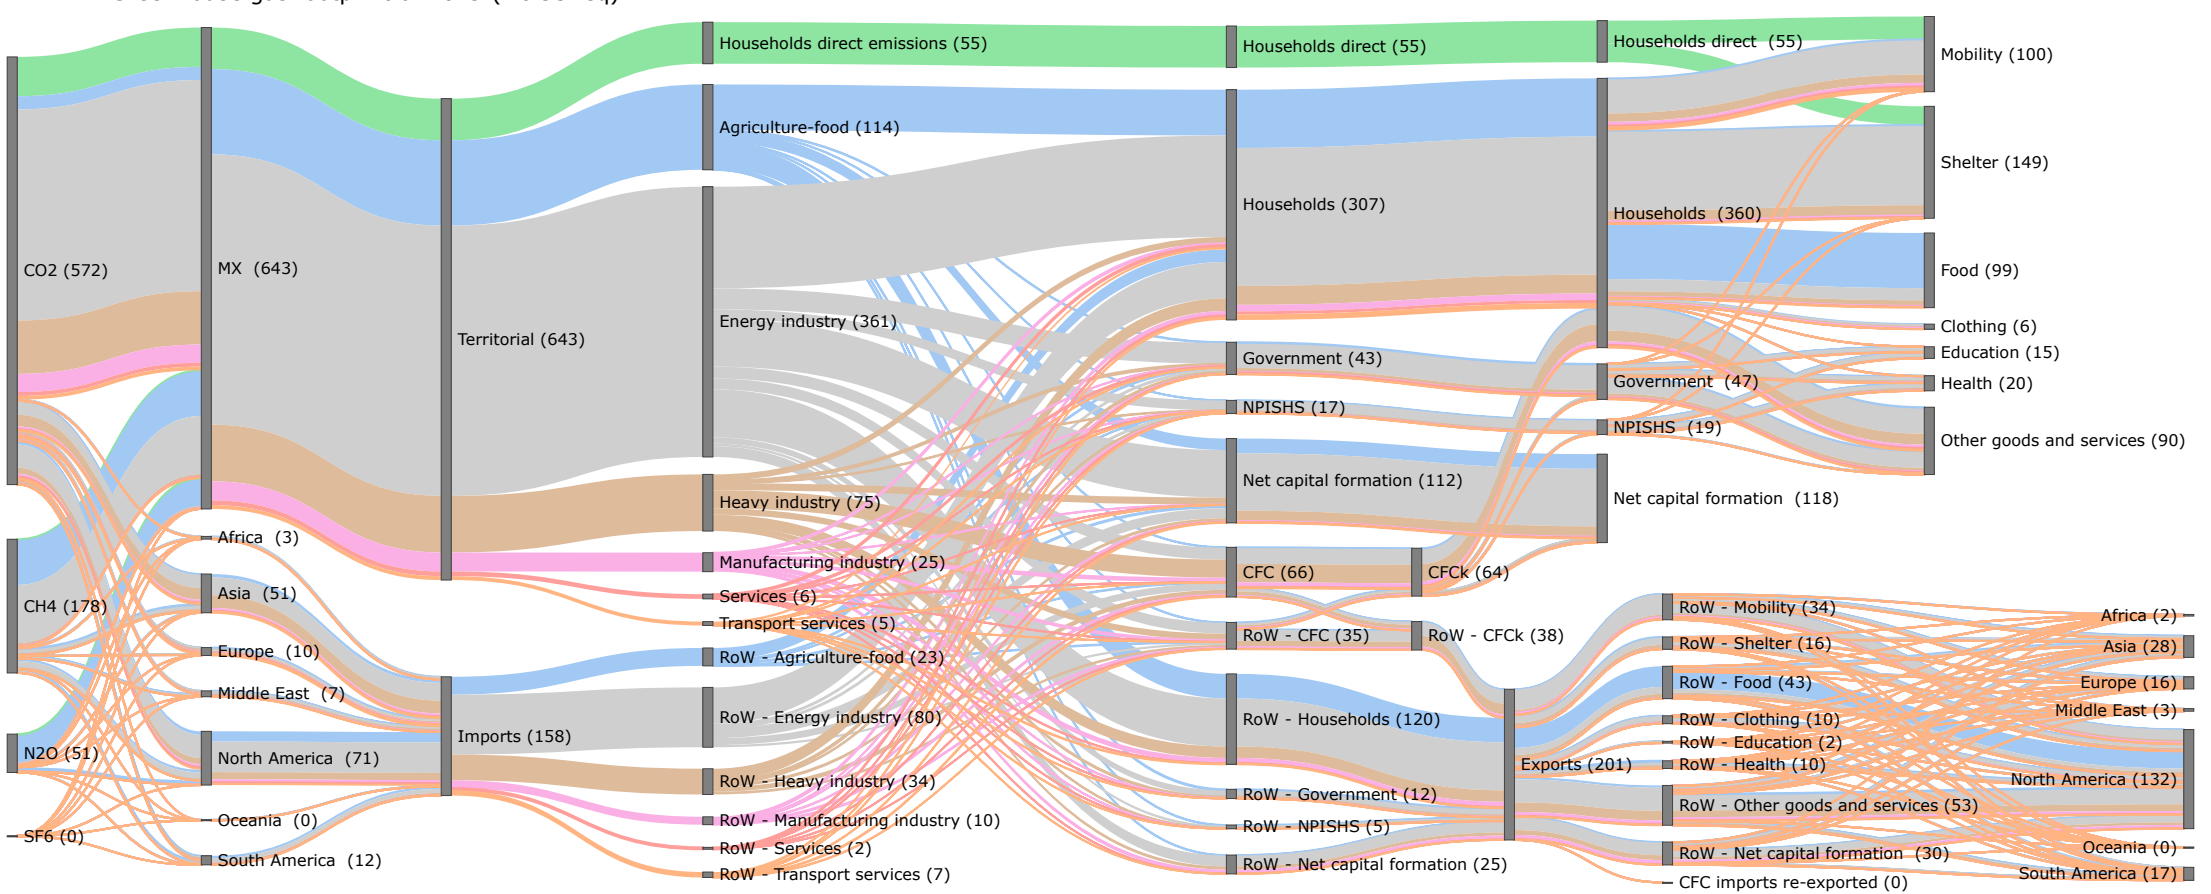 CO2 (572)
CH4 (178)
N2O (51)
SF6 (0)
MX (643)
Africa (3)
Asia (51)
Europe (10)
Middle East (7)
North America (71)
Oceania (0)
South America (12)
Territorial (643)
Imports (158)
Households direct emissions (55)
Agriculture-food (114)
Energy industry (361)
Heavy industry (75)
Manufacturing industry (25)
Services (6)
Transport services (5)
RoW - Agriculture-food (23)
RoW - Energy industry (80)
RoW - Heavy industry (34)
RoW - Manufacturing industry (10)
RoW - Services (2)
RoW - Transport services (7)
Households direct (55)
Households (307)
Government (43)
NPISHS (17)
Net capital formation (112)
CFC (66)
RoW - CFC (35)
RoW - Households (120)
RoW - Government (12)
RoW - NPISHS (5)
RoW - Net capital formation (25)
CFCk (64)
RoW - CFCk (38)
Exports (201)
Households direct (55)
Households (360)
Government (47)
NPISHS (19)
Net capital formation (118)
RoW - Mobility (34)
RoW - Shelter (16)
RoW - Food (43)
RoW - Clothing (10)
RoW - Education (2)
RoW - Health (10)
RoW - Other goods and services (53)
RoW - Net capital formation (30)
CFC imports re-exported (0)
Mobility (100)
Shelter (149)
Food (99)
Clothing (6)
Education (15)
Health (20)
Other goods and services (90)
Africa (2)
Asia (28)
Europe (16)
Middle East (3)
North America (132)
Oceania (0)
South America (17)